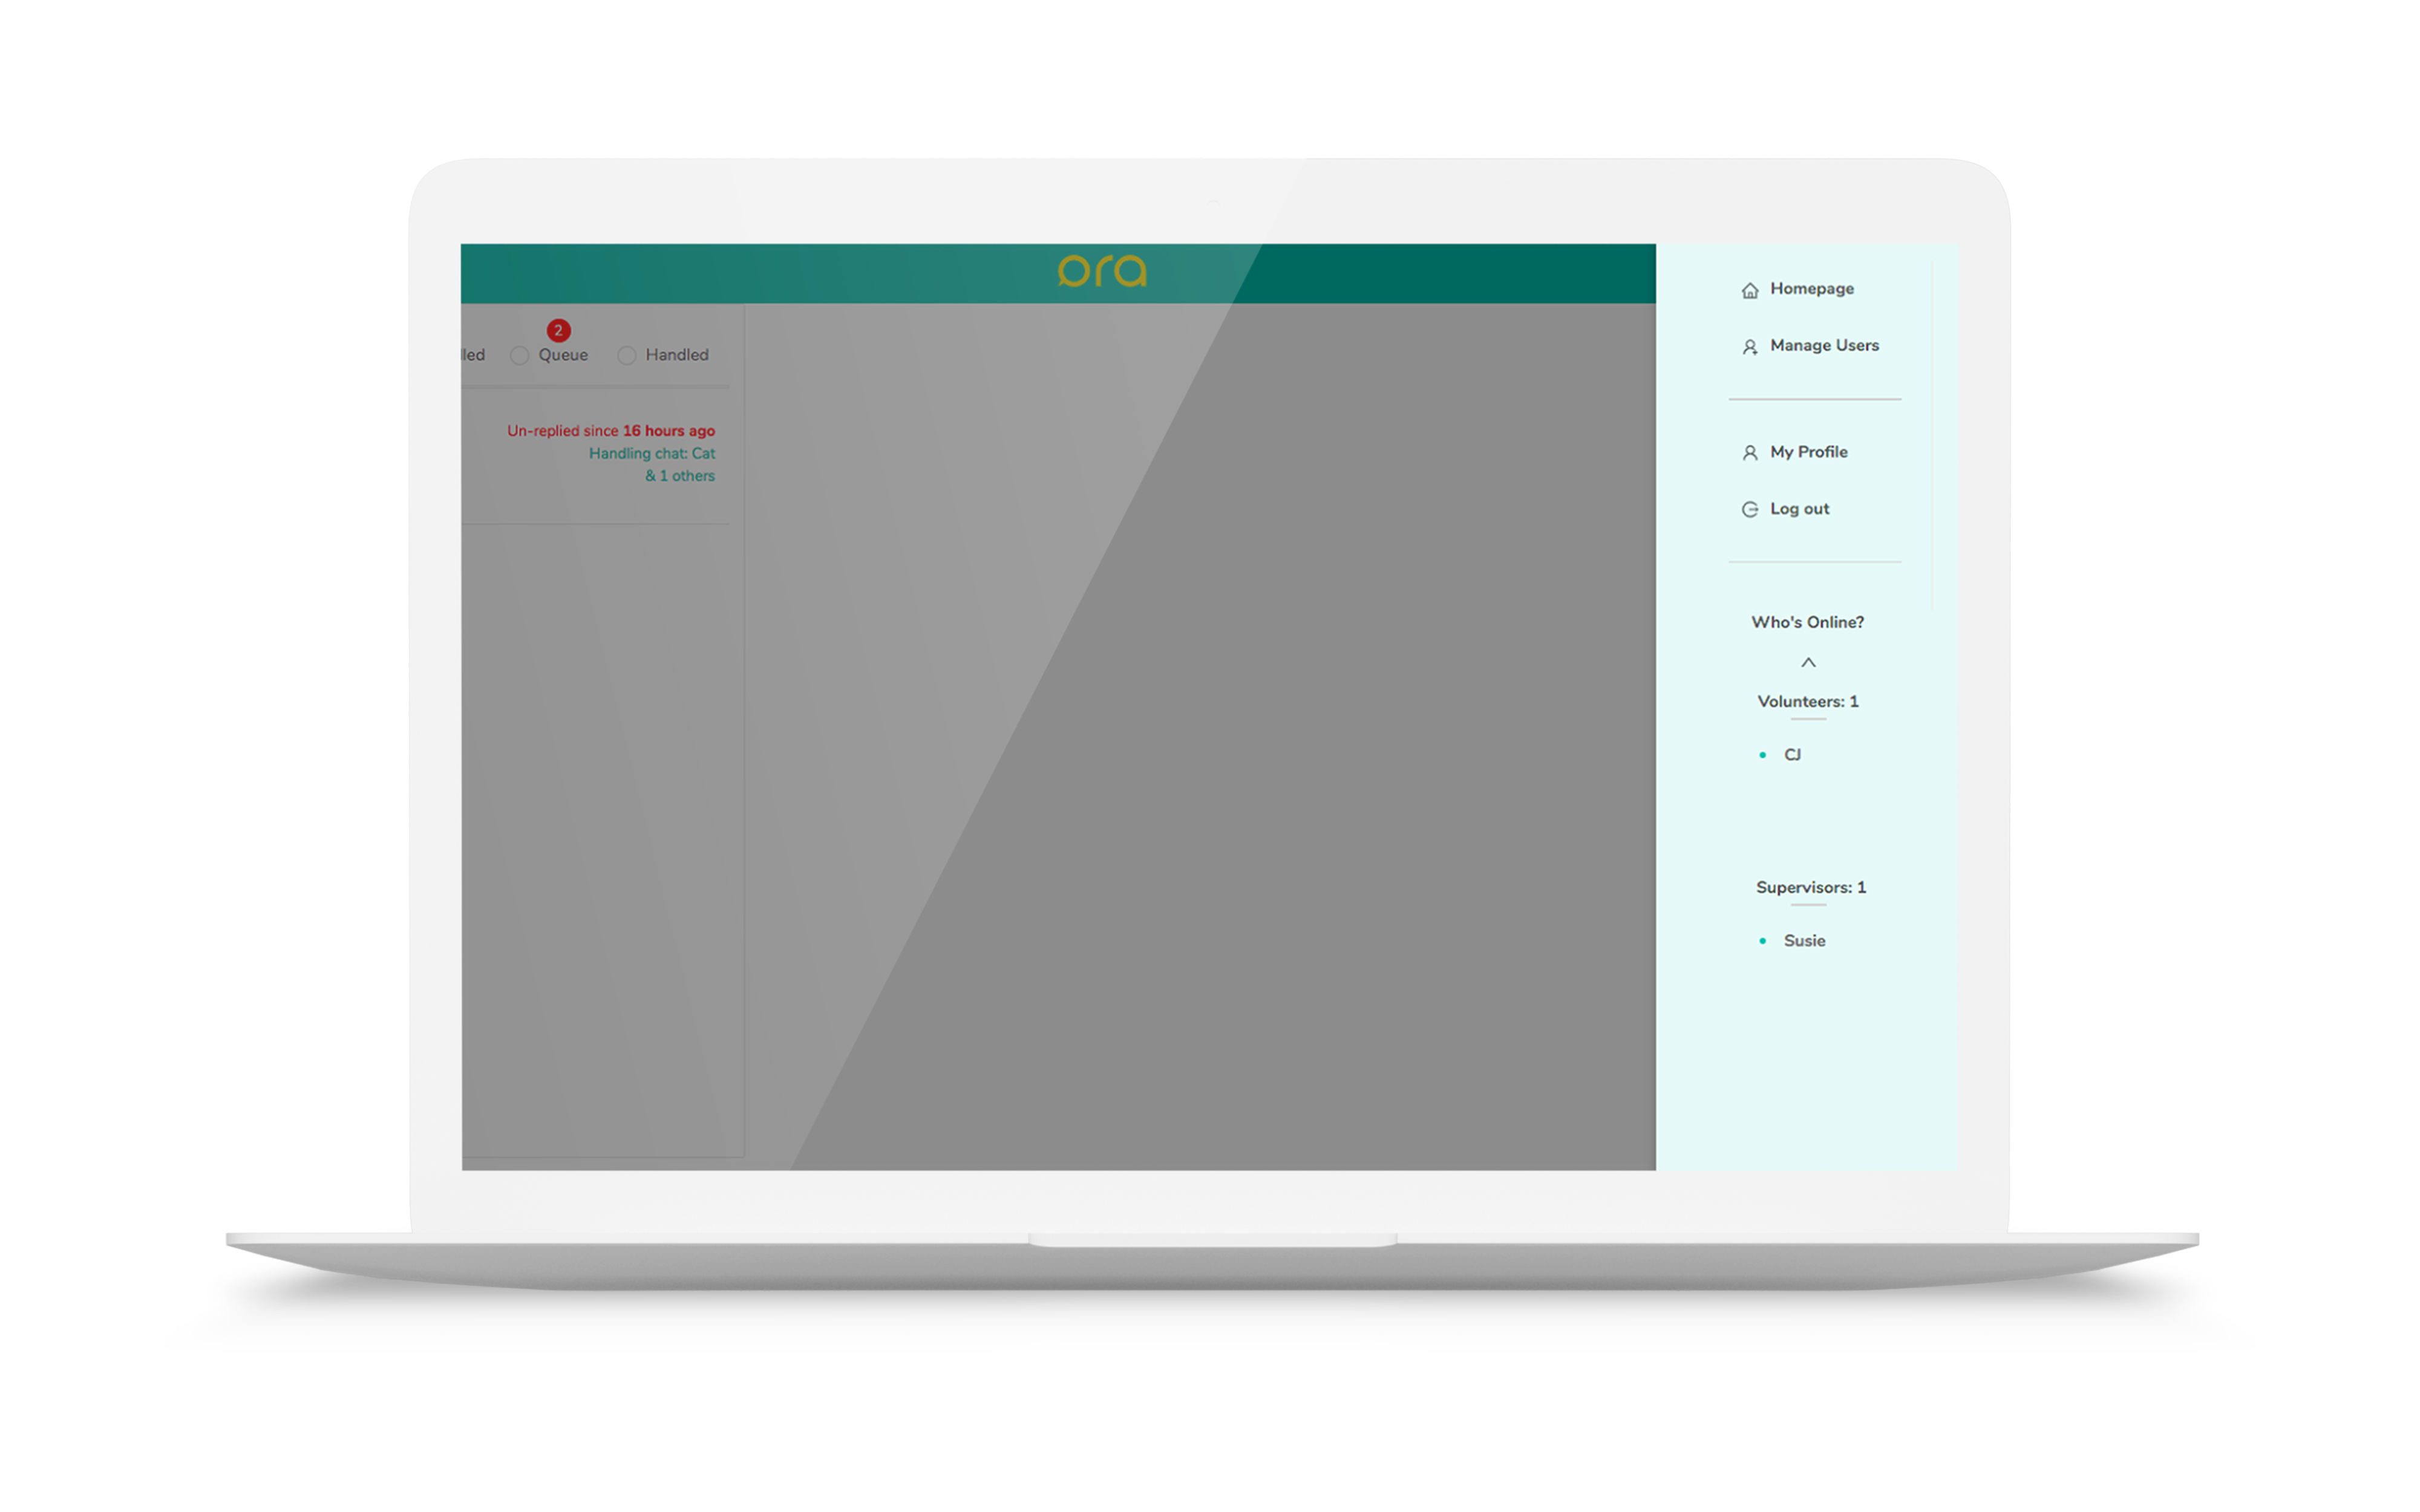 ora
2
lled Queue Handled
Un-replied since 16 hours ago
Handling chat: Cat
& 1 others
Homepage
Manage Users
My Profile
Log out
Who's Online?
Volunteers: 1
CJ
Supervisors: 1
Susie